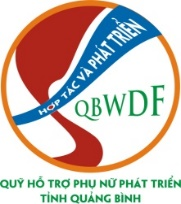 HỢP TÁC VÀ PHÁT TRIỂN
QBWDF
QUỸ HỖ TRỢ PHỤ NỮ PHÁT TRIỂN
TỈNH QUẢNG BÌNH